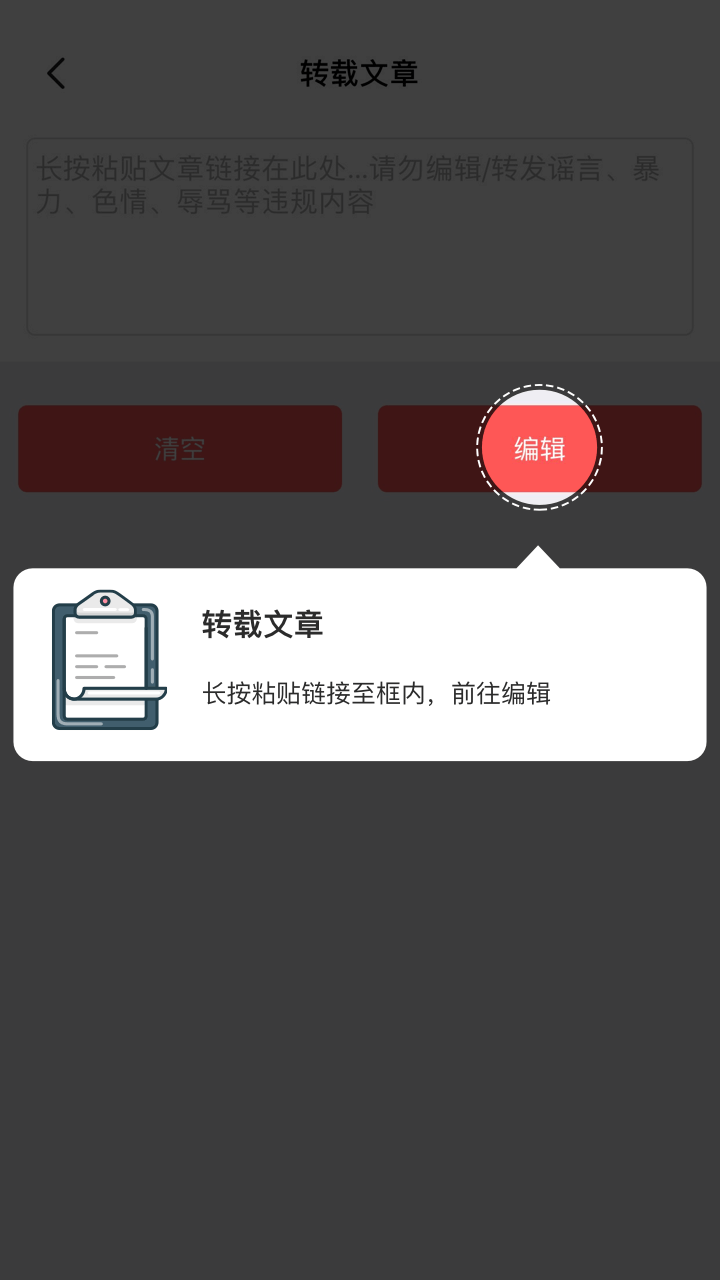 转载文章
长按粘贴文章链接在此处...请勿编辑/转发谣言、暴
力、色情、辱骂等违规内容
清空
编辑
转载文章
长按粘贴链接至框内，前往编辑